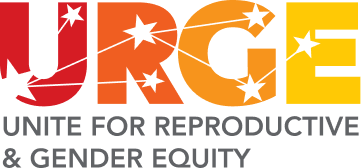 URGE
UNITE FOR REPRODUCTIVE
& GENDER EQUITY